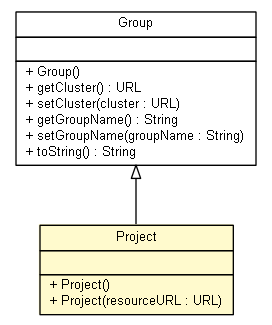 Group
+ Group()
+ getCluster() : URL
+ setCluster(cluster : URL)
+ getGroupName() : String
+ setGroupName(groupName : String)
+ toString() : String
Project
+ Project()
+ Project(resourceURL : URL)